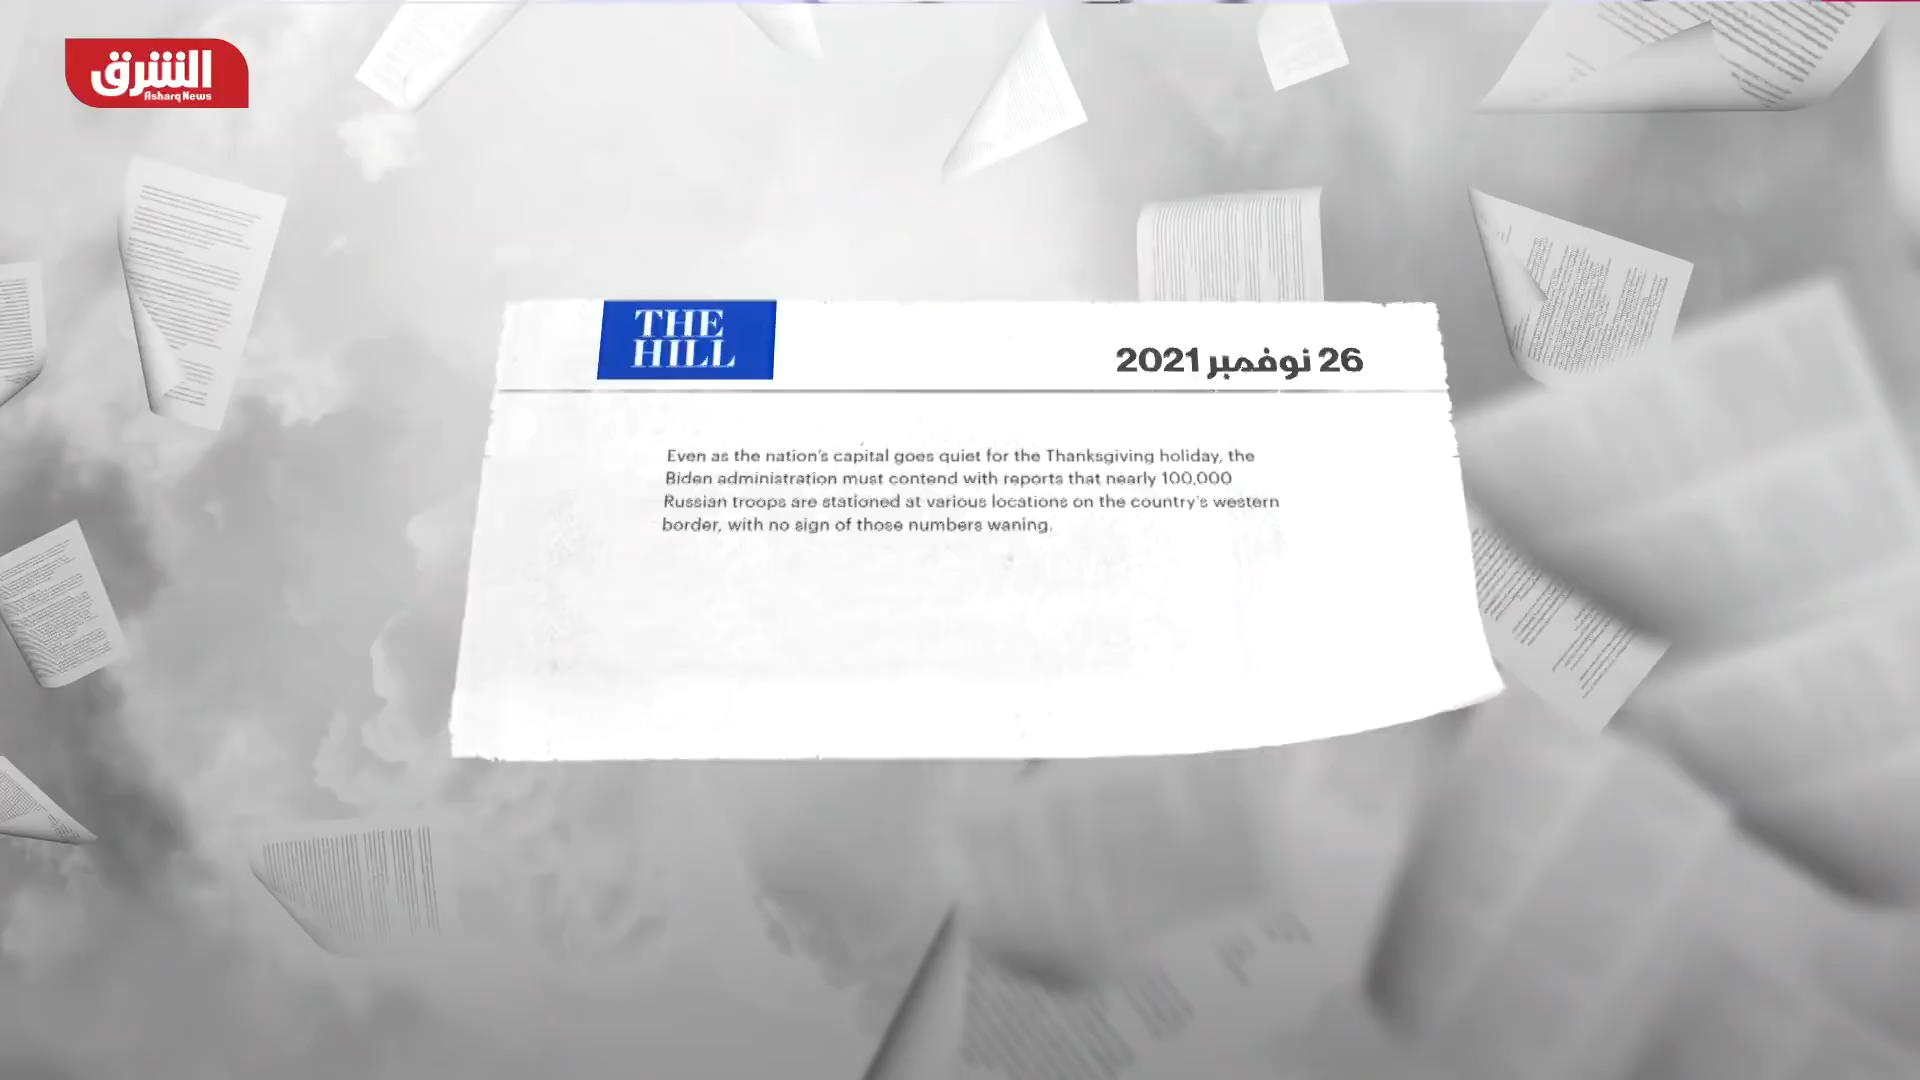 الشرق
Asharq News
THE
HILL
26 نوفمبر 2021
Even as the nation's capital goes quiet for the Thanksgiving holiday, the
Biden administration must contend with reports that nearly 100,000
Russian troops are stationed at various locations on the country's western
border, with no sign of those numbers waning.